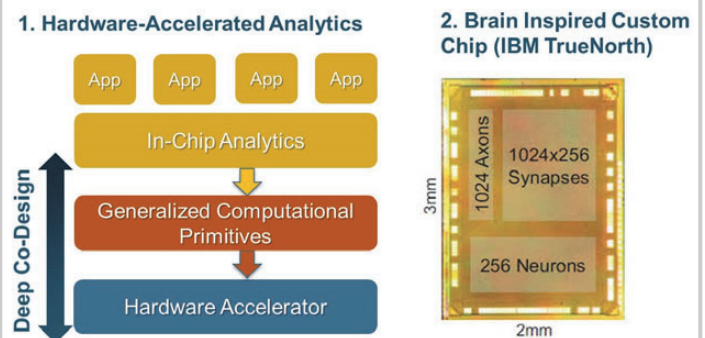 1. Hardware-Accelerated Analytics
App App App App
In-Chip Analytics
Generalized Computational
Primitives
Hardware Accelerator
Deep Co-Design
2. Brain Inspired Custom
Chip (IBM TrueNorth)
1024 Axons
1024x256
Synapses
256 Neurons
3mm
2mm